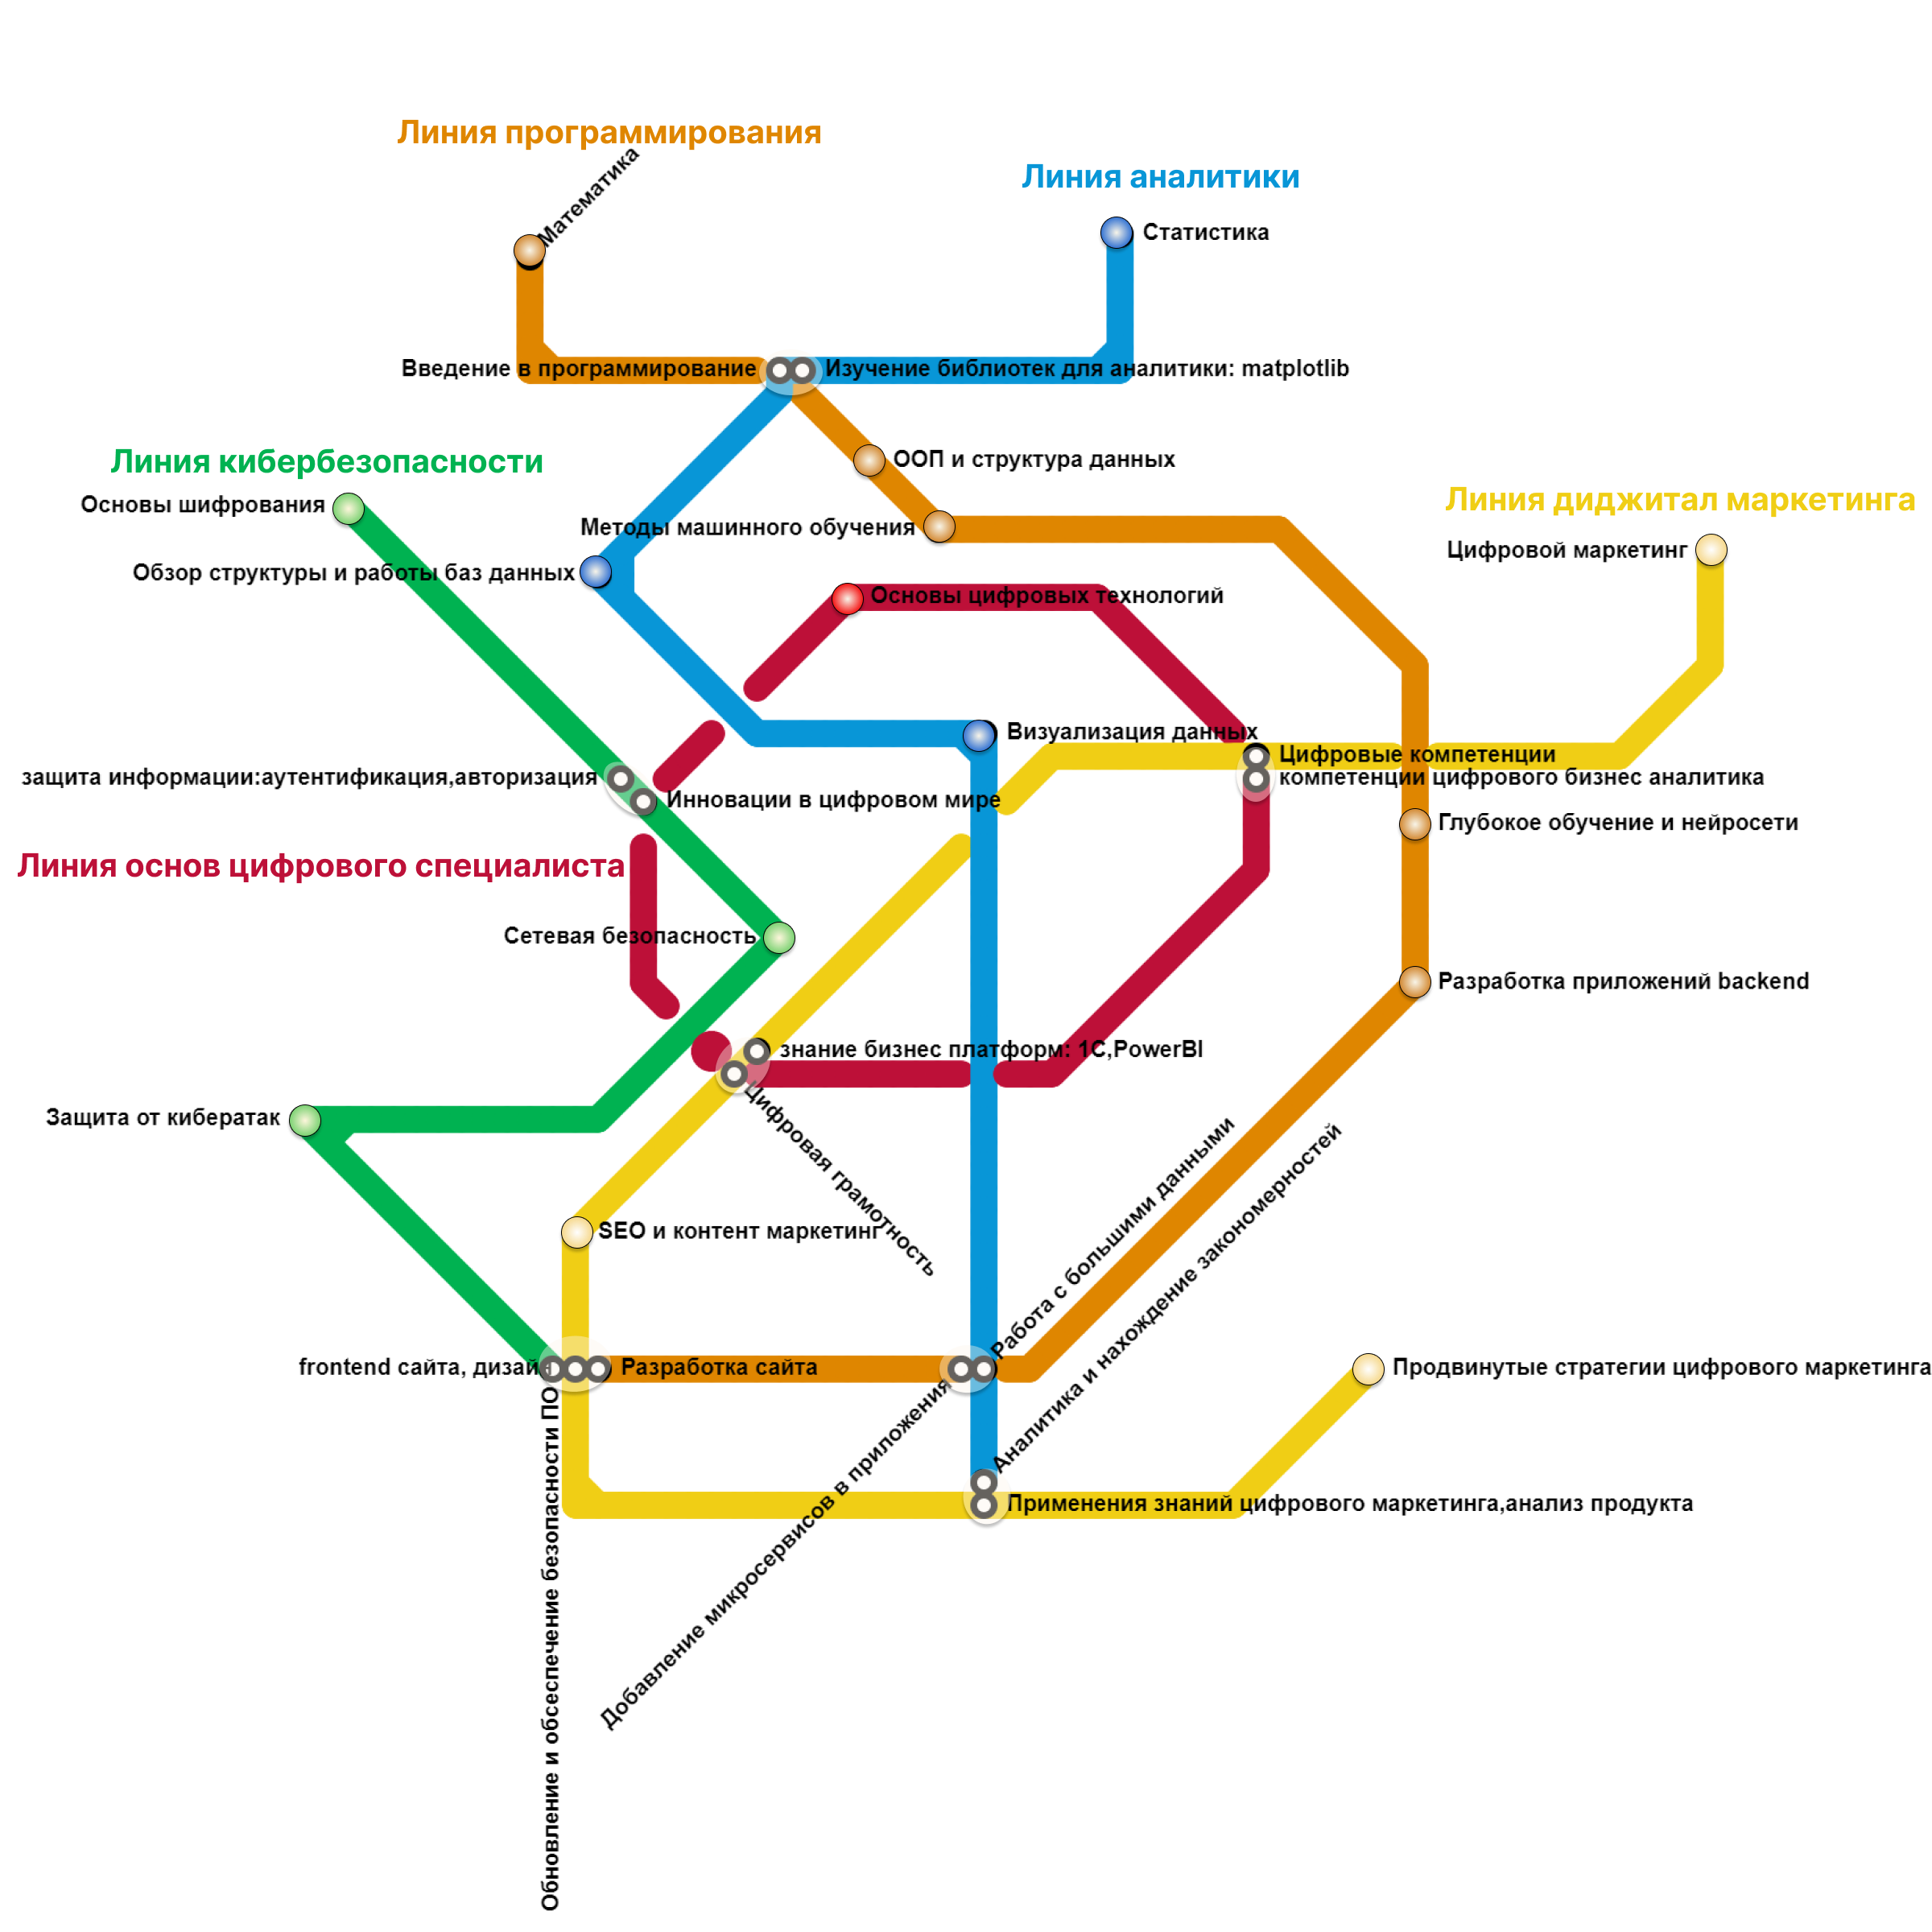 Линия программирования
Математика
Линия аналитики
Статистика
Введение в программирование
Изучение библиотек для аналитики: matplotlib
Линия кибербезопасности
ООП и структура данных
Основы шифрования
Линия диджитал маркетинга
Методы машинного обучения
Цифровой маркетинг
Обзор структуры и работы баз данных
Основы цифровых технологий
Визуализация данных
Цифровые компетенции
защита информации:аутентификация,авторизация
компетенции цифрового бизнес аналитика
Инновации в цифровом мире
Глубокое обучение и нейросети
Линия основ цифрового специалиста
Сетевая безопасность
Разработка приложений backend
знание бизнес платформ: 1С,PowerBI
Цифровая грамотность
Защита от кибератак
Работа с большими данными
Аналитика и нахождение закономерностей
SEO и контент маркетинг
frontend сайта, дизайн
Разработка сайта
Продвинутые стратегии цифрового маркетинга
Обновление и обсеспечение безопасности ПО
Добавление микросервисов в приложения
Применения знаний цифрового маркетинга,анализ продукта